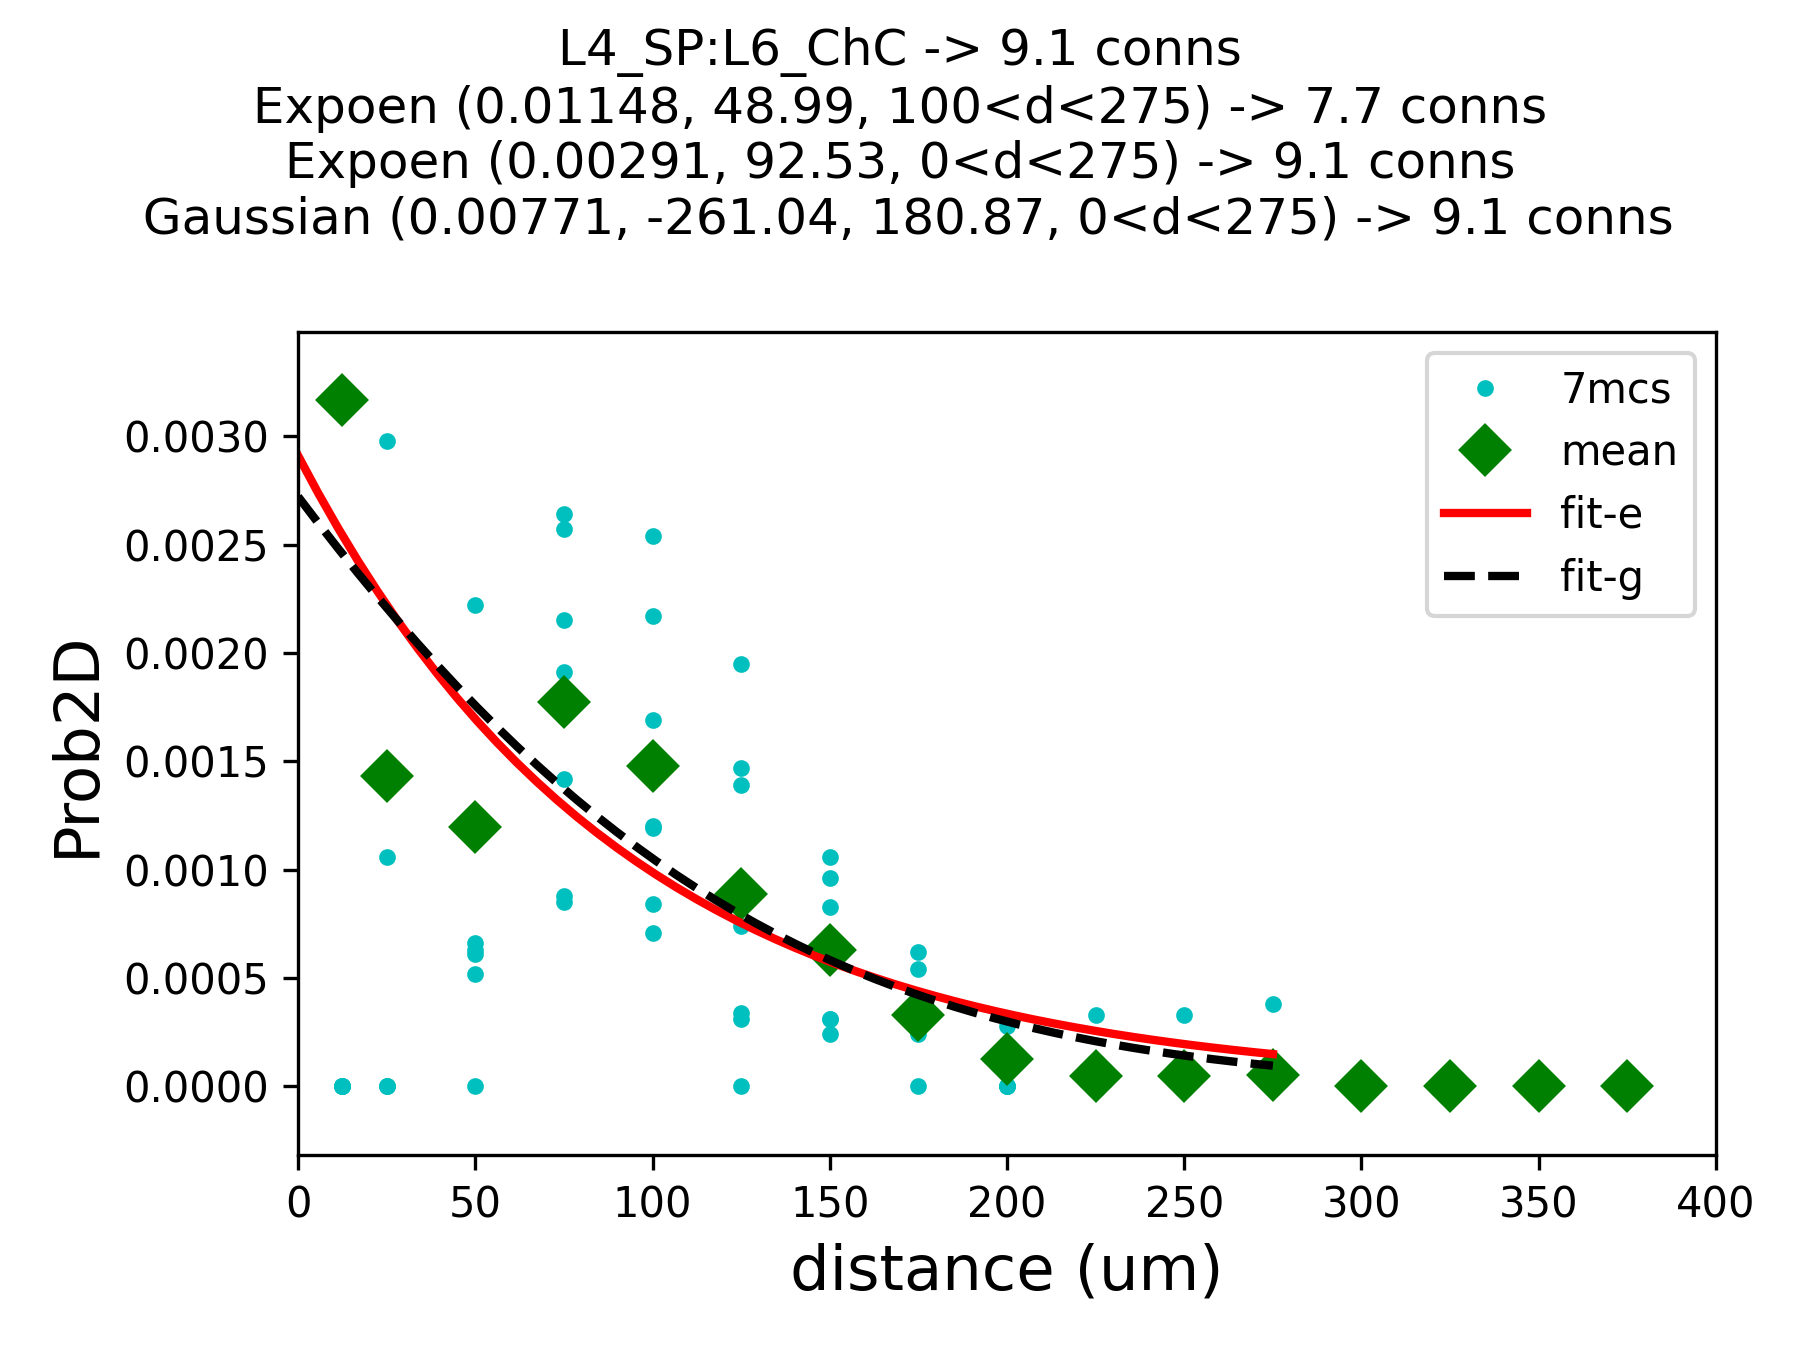 L4_SP:L6_ChC -> 9.1 conns
Expoen (0.01148, 48.99, 100<d<275) -> 7.7 conns
Expoen (0.00291, 92.53, 0<d<275) -> 9.1 conns
Gaussian (0.00771, -261.04, 180.87, 0<d<275) -> 9.1 conns
7mcs
mean
fit-e
fit-g
Prob2D
0.0030
0.0025
0.0020
0.0015
0.0010
0.0005
0.0000
0 50 100 150 200 250 300 350 400
distance (um)